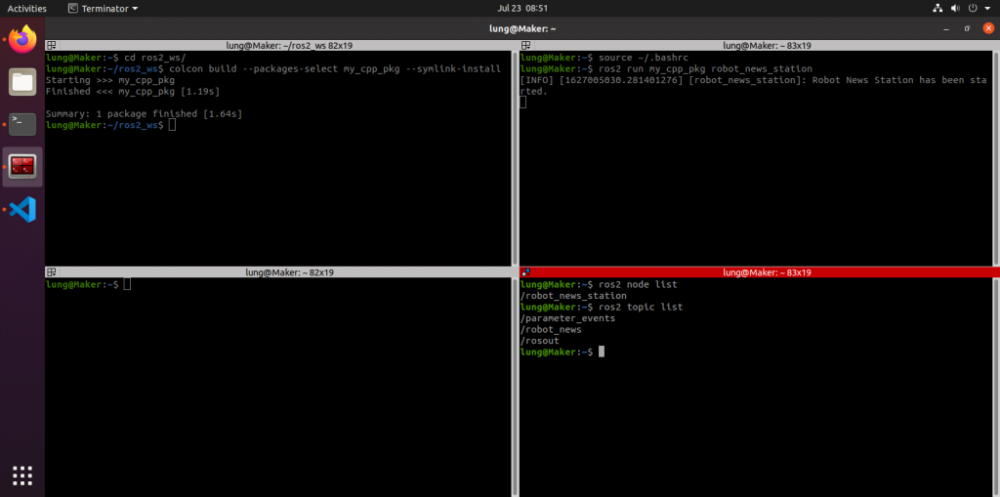 Activities
Terminator
Jul 23 08:51
lung@Maker: ~
lung@Maker: ~/ros2_ws 82x19
lung@Maker:~$ cd ros2_ws/
lung@Maker:~/ros2_ws$ colcon build --packages-select my_cpp_pkg --symlink-install
Starting >>> my_cpp_pkg
Finished <<< my_cpp_pkg [1.19s]
Summary: 1 package finished [1.64s]
lung@Maker:~/ros2_ws$
lung@Maker: ~ 83x19
lung@Maker:~$ source ~/.bashrc
lung@Maker:~$ ros2 run my_cpp_pkg robot_news_station
[INFO] [1627005030.281401276] [robot_news_station]: Robot News Station has been sta
rted.
lung@Maker: ~ 82x19
lung@Maker:~$
lung@Maker: ~ 83x19
lung@Maker:~$ ros2 node list
/robot_news_station
lung@Maker:~$ ros2 topic list
/parameter_events
/robot_news
/rosout
lung@Maker:~$